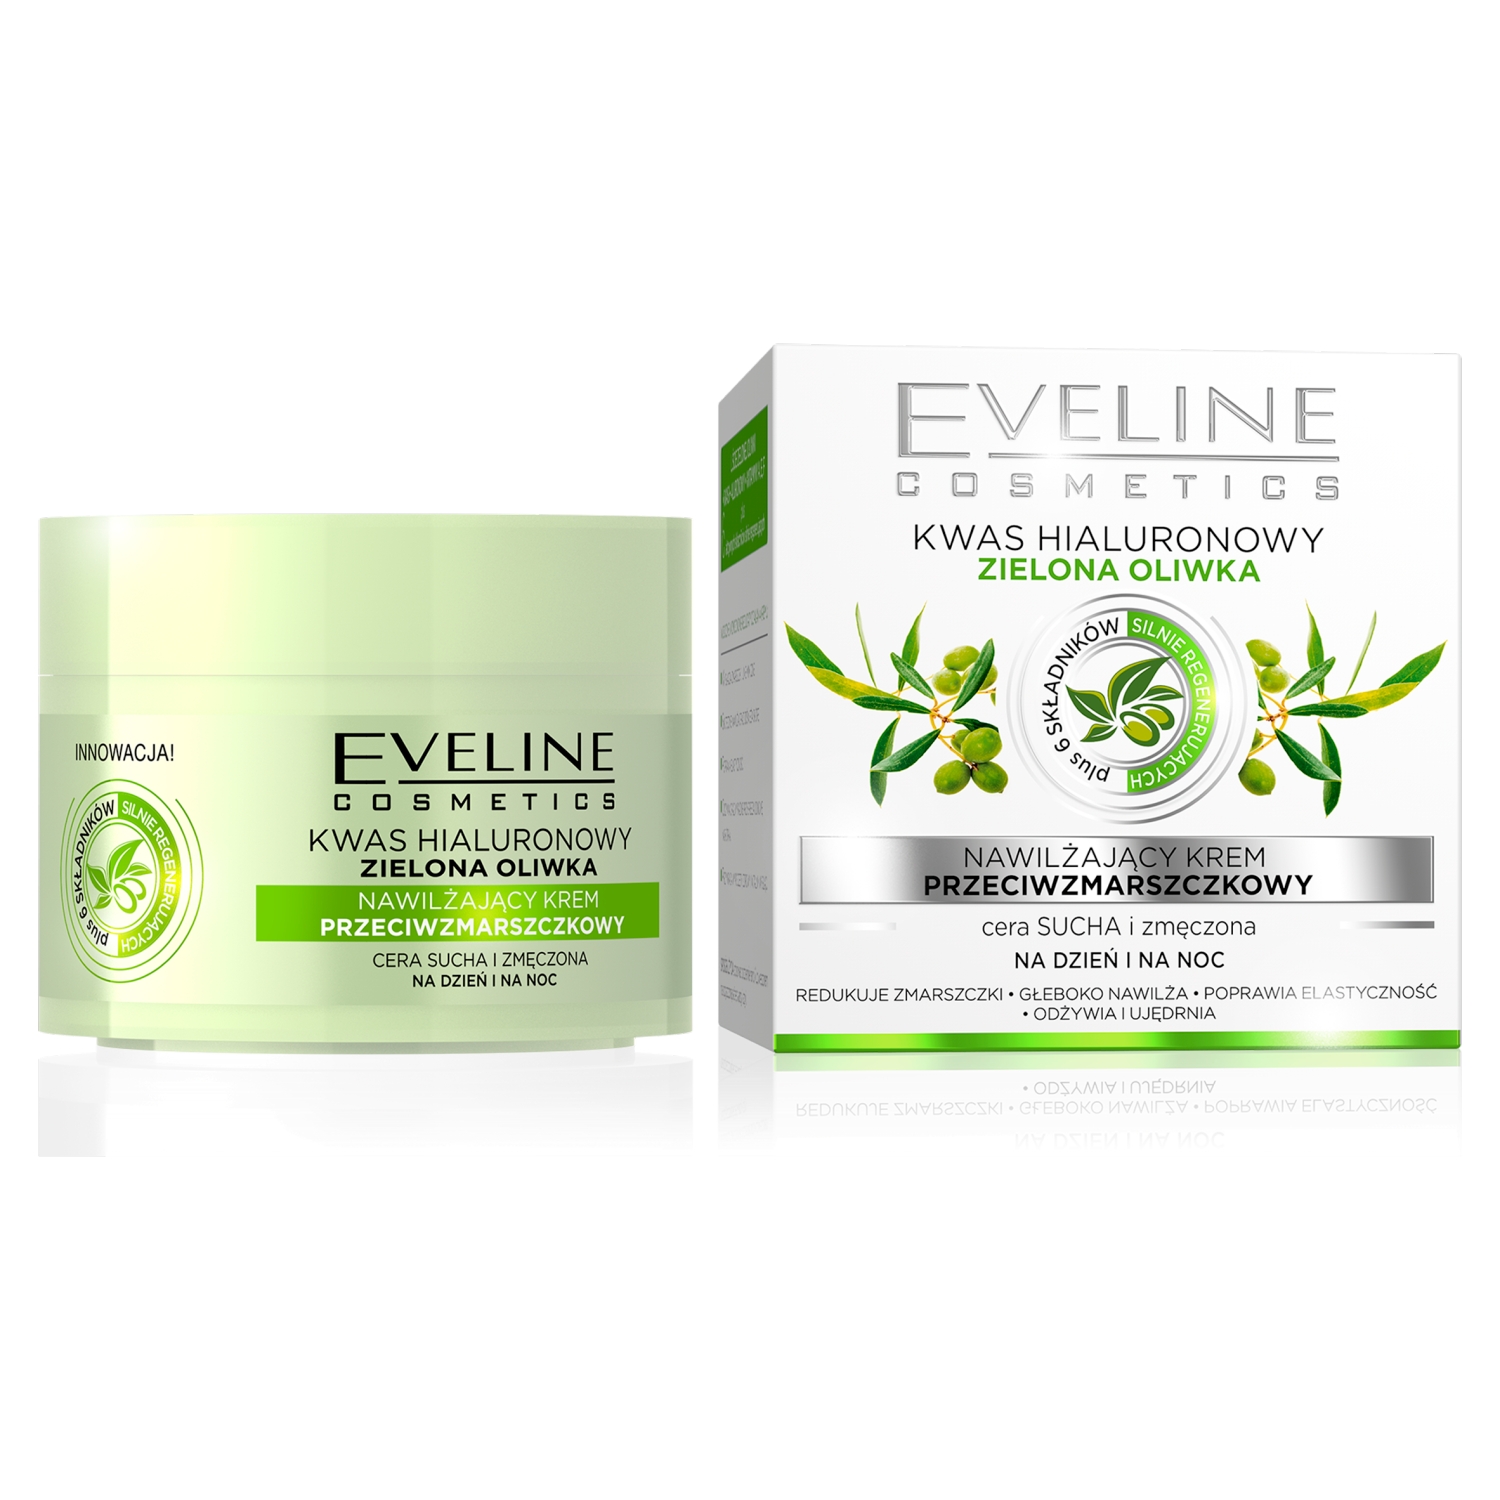 INNOWACJA!
plus 6 SKŁADNIKÓW SILNIE REGENERUJĄCYCH
EVELINE
COSMETICS
KWAS HIALURONOWY
ZIELONA OLIWKA
NAWILŻAJĄCY KREM
PRZECIWZMARSZCZKOWY
CERA SUCHA I ZMĘCZONA
NA DZIEŃ I NA NOC
EVELINE
COSMETICS
KWAS HIALURONOWY
ZIELONA OLIWKA
plus 6 SKŁADNIKÓW SILNIE REGENERUJĄCYCH
NAWILŻAJĄCY KREM
PRZECIWZMARSZCZKOWY
cera SUCHA i zmęczona
NA DZIEŃ I NA NOC
REDUKUJE ZMARSZCZKI • GŁEBOKO NAWILŻA • POPRAWIA ELASTYCZNOŚĆ
• ODŻYWIA I UJĘDRNIA